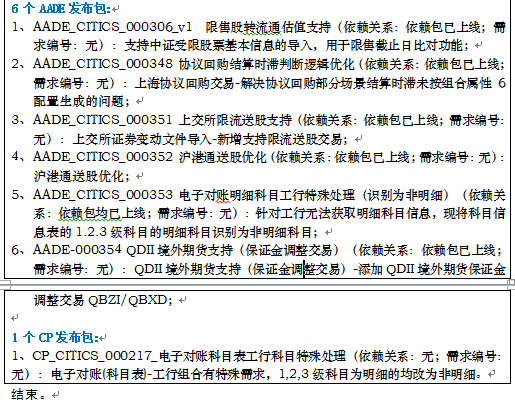 6 个 AADE 发布包:
1、AADE_CITICS_000306_v1 限售股转流通估值支持（依赖关系：依赖包已上线；需
求编号：无）：支持中证受限股票基本信息的导入，用于限售截止日比对功能；
2、AADE_CITICS_000348 协议回购结算时滞判断逻辑优化（依赖关系：依赖包已上线；
需求编号：无）：上海协议回购交易-解决协议回购部分场景结算时滞未按组合属性 6
配置生成的问题；
3、AADE_CITICS_000351 上交所限流送股支持（依赖关系：依赖包已上线；需求编号：
无）：上交所证券变动文件导入-新增支持限流送股交易；
4、AADE_CITICS_000352 沪港通送股优化（依赖关系：依赖包已上线；需求编号：无）：
沪港通送股优化；
5、AADE_CITICS_000353 电子对账明细科目工行特殊处理（识别为非明细）（依赖关
系：依赖包均已上线；需求编号：无）：针对工行无法获取明细科目信息，现将科目信
息表的 1.2.3 级科目的明细科目识别为非明细科目；
6、AADE-000354 QDII 境外期货支持（保证金调整交易）（依赖关系：依赖包已上线；
需求编号：无）：QDII 境外期货支持（保证金调整交易）-添加 QDII 境外期货保证金
调整交易 QBZI/QBXD；
1 个 CP 发布包:
1、CP_CITICS_000217_电子对账科目表工行科目特殊处理（依赖关系：无；需求编号：
无）：电子对账(科目表)-工行组合有特殊需求，1,2,3 级科目为明细的均改为非明细。
结束。